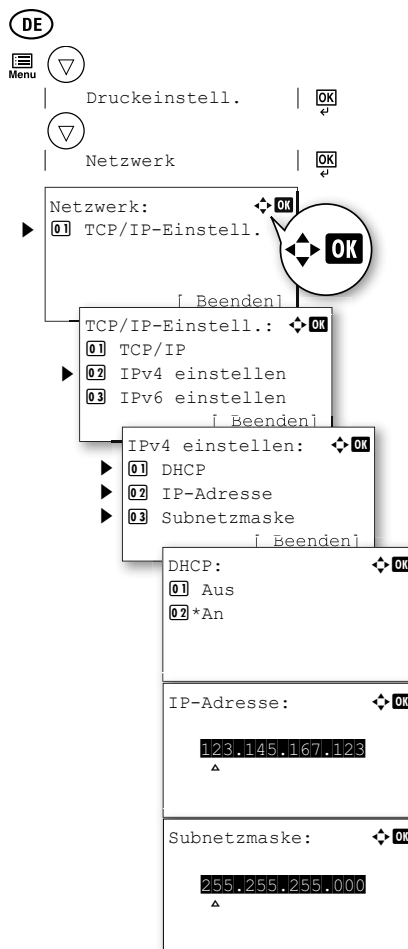 DE
Menu
Druckeinstell. OK
Netzwerk OK
Netzwerk: OK
01 TCP/IP-Einstell.
OK
[ Beenden]
TCP/IP-Einstell.: OK
01 TCP/IP
02 IPv4 einstellen
03 IPv6 einstellen
[ Beenden]
IPv4 einstellen: OK
01 DHCP
02 IP-Adresse
03 Subnetzmaske
[ Beenden]
DHCP: OK
01 Aus
02 *An
IP-Adresse: OK
123.145.167.123
Subnetzmaske: OK
255.255.255.000